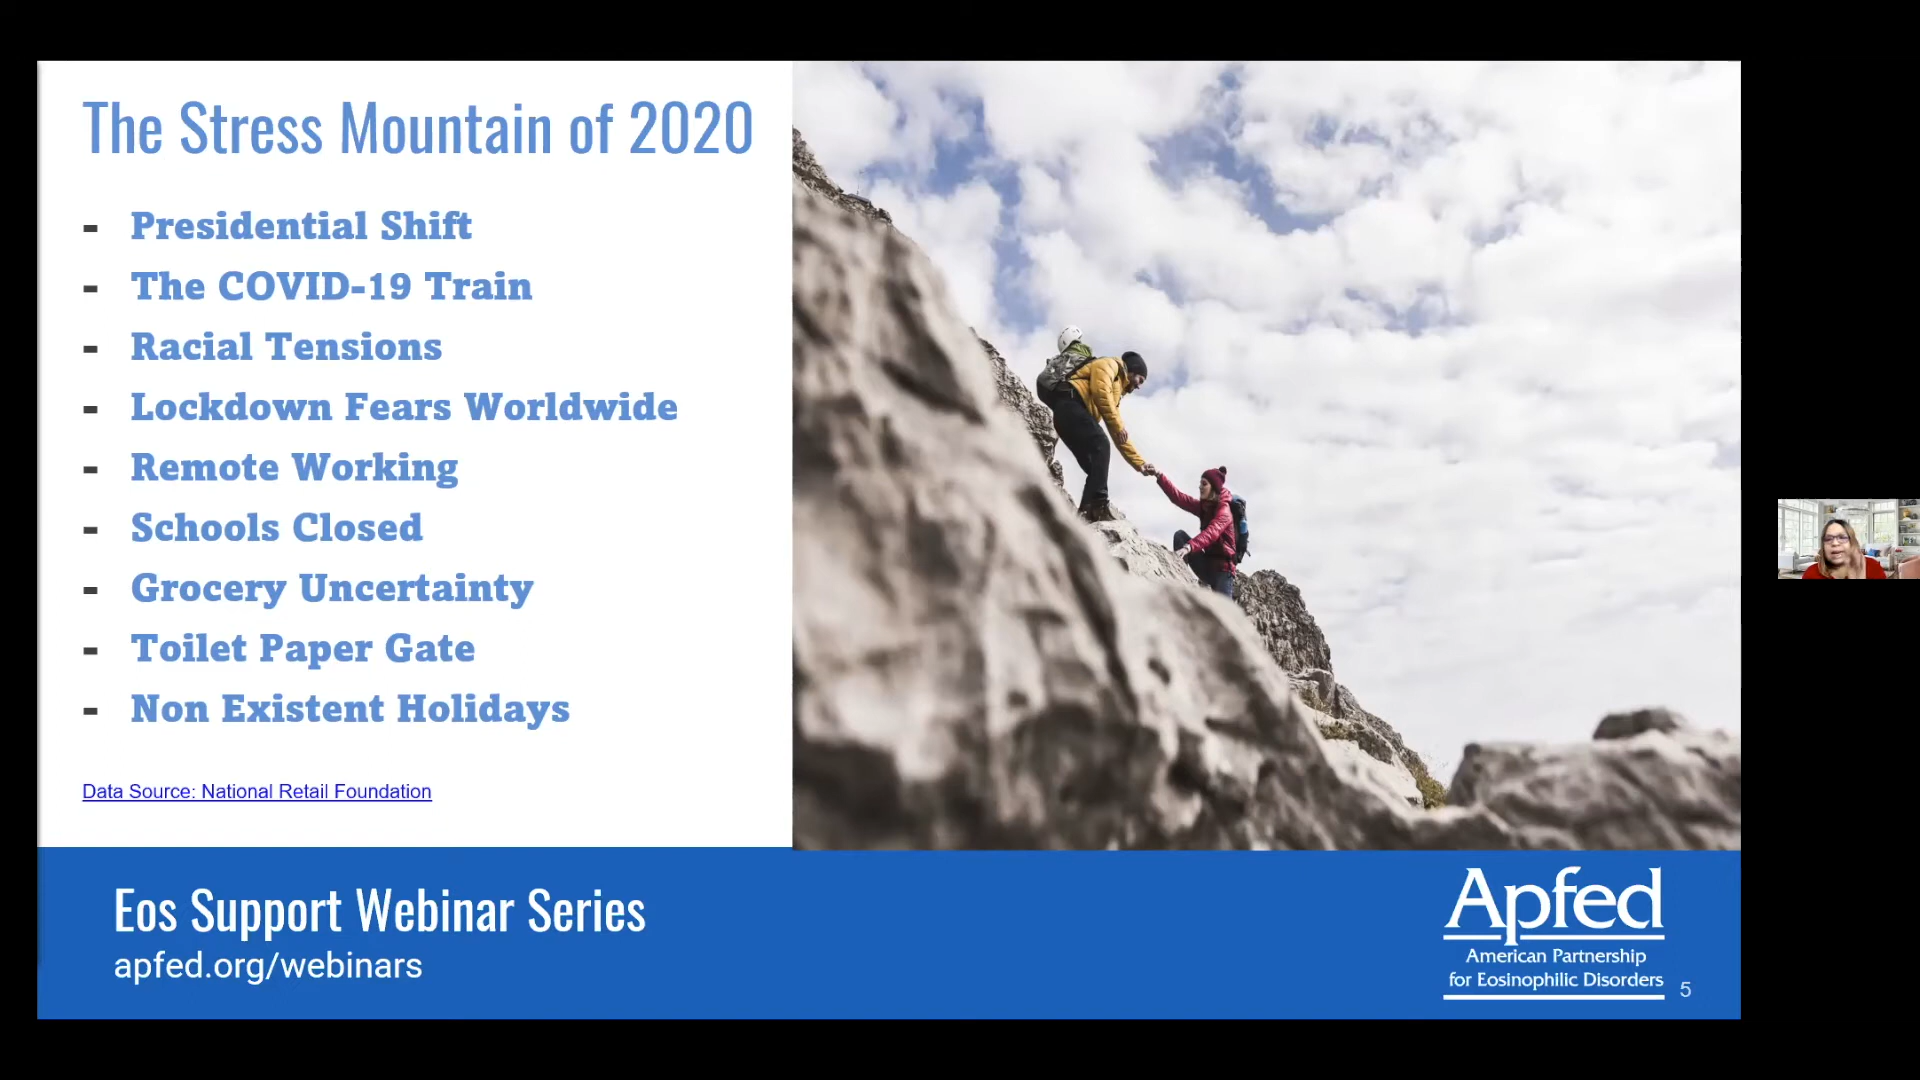 The Stress Mountain of 2020
- Presidential Shift
- The COVID-19 Train
- Racial Tensions
- Lockdown Fears Worldwide
- Remote Working
- Schools Closed
- Grocery Uncertainty
- Toilet Paper Gate
- Non Existent Holidays
Data Source: National Retail Foundation
Eos Support Webinar Series
apfed.org/webinars
Apfed
American Partnership
for Eosinophilic Disorders
5